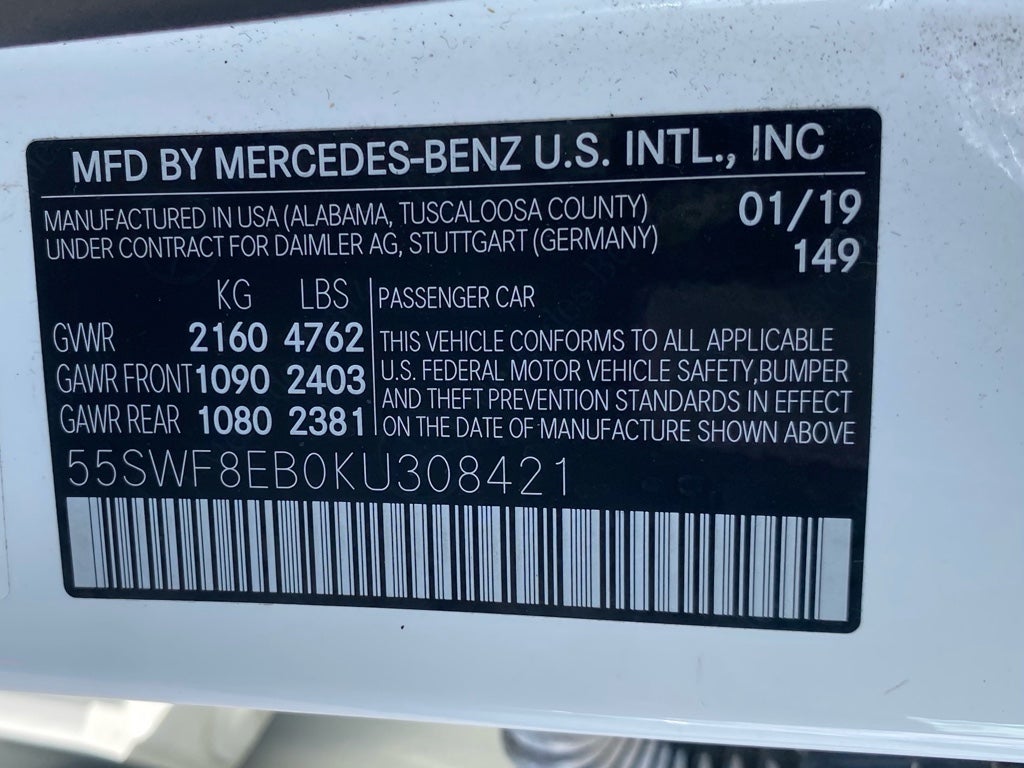 MFD BY MERCEDES-BENZ U.S. INTL., INC
MANUFACTURED IN USA (ALABAMA, TUSCALOOSA COUNTY)
UNDER CONTRACT FOR DAIMLER AG, STUTTGART (GERMANY)
01/19
149
KG LBS
GVWR 2160 4762
GAWR FRONT 1090 2403
GAWR REAR 1080 2381
PASSENGER CAR
THIS VEHICLE CONFORMS TO ALL APPLICABLE
U.S. FEDERAL MOTOR VEHICLE SAFETY, BUMPER
AND THEFT PREVENTION STANDARDS IN EFFECT
ON THE DATE OF MANUFACTURE SHOWN ABOVE
55SWF8EB0KU308421